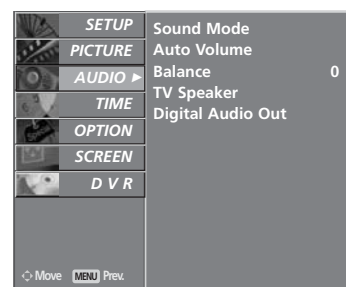 SETUP
PICTURE
AUDIO ►
TIME
OPTION
SCREEN
D V R
Move MENU Prev.
Sound Mode
Auto Volume
Balance 0
TV Speaker
Digital Audio Out